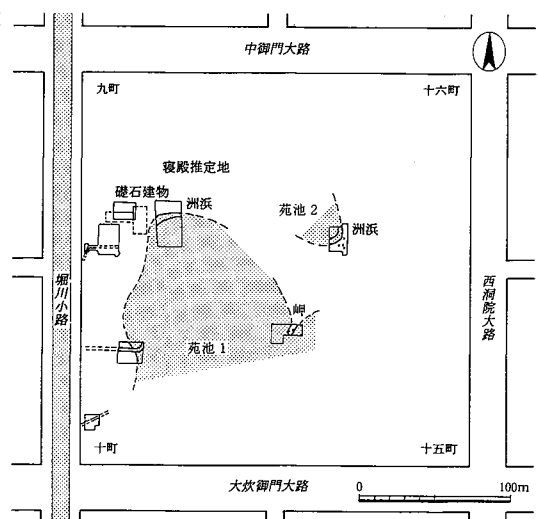 中御門大路
九町
十六町
寝殿推定地
礎石建物
洲浜
苑池2
洲浜
堀川小路
西洞院大路
岬
苑池1
十町
十五町
大炊御門大路
0
100m